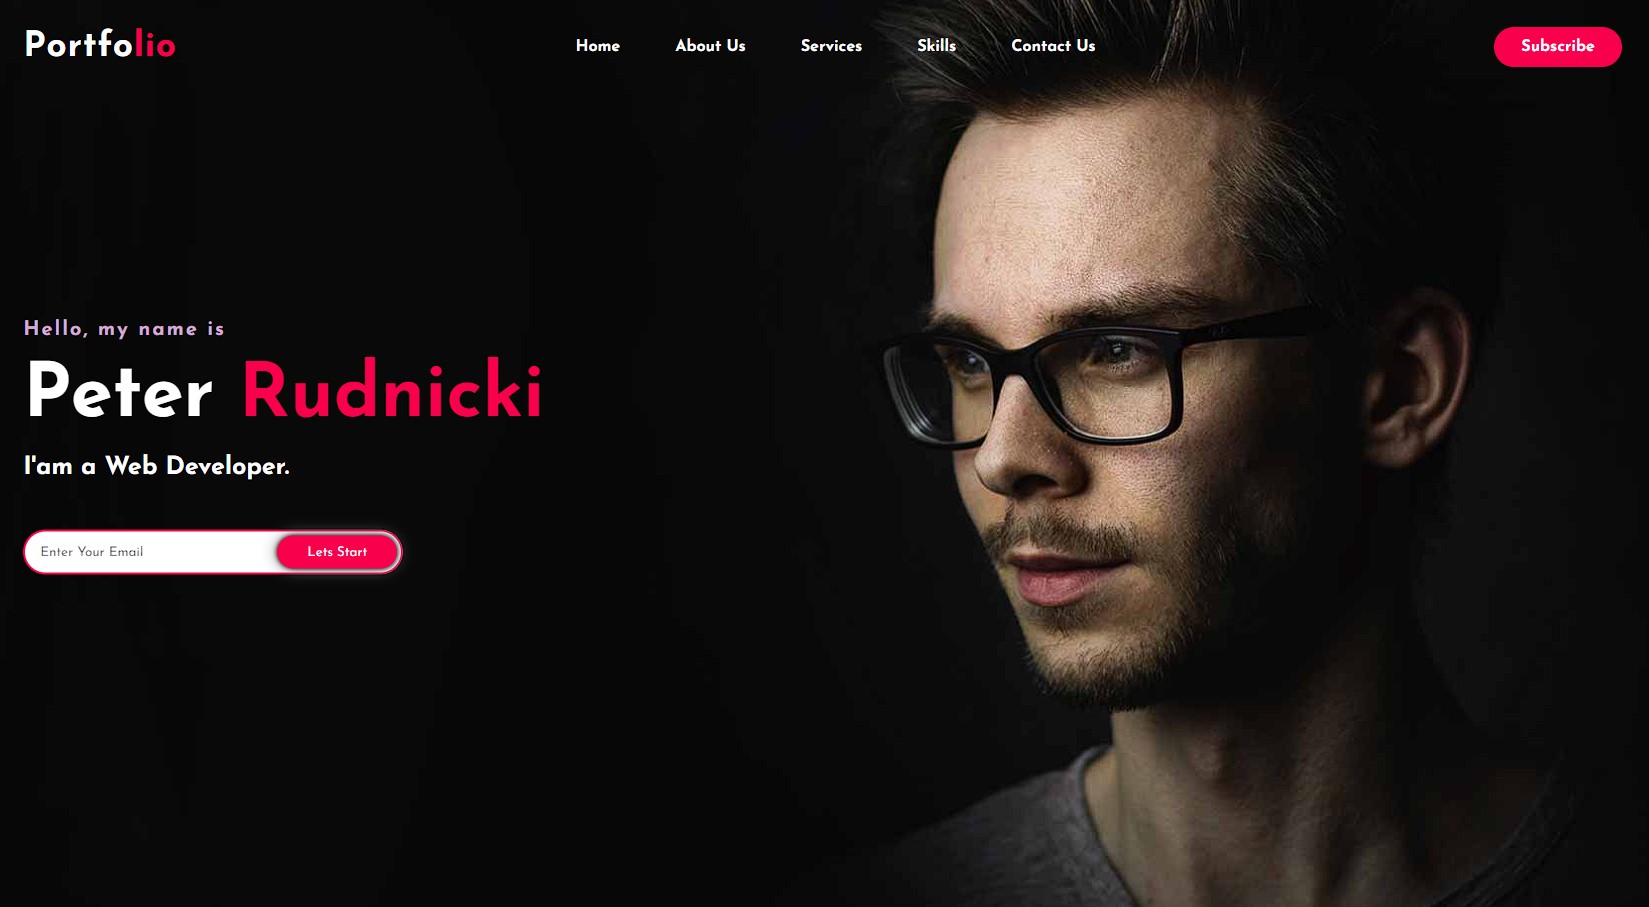 Portfolio
Home About Us Services Skills Contact Us
Subscribe
Hello, my name is
Peter Rudnicki
I'am a Web Developer.
Enter Your Email
Lets Start